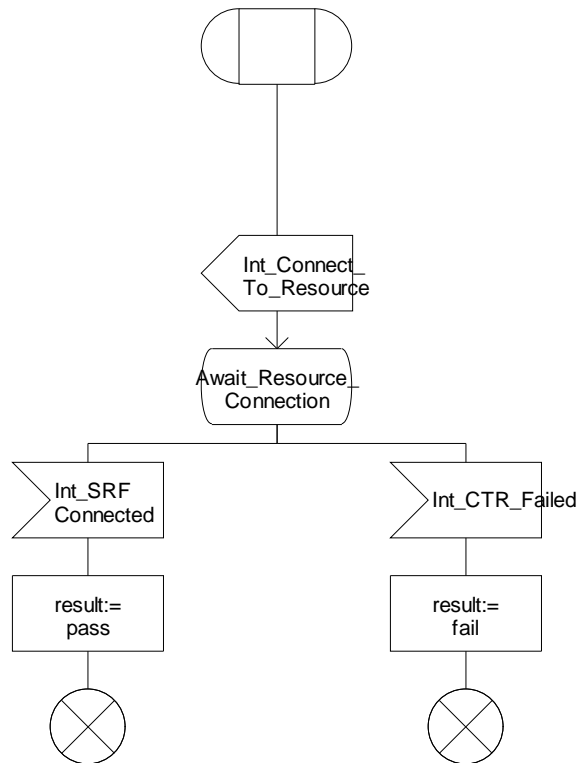 Int_Connect_
To_Resource
Await_Resource_
Connection
Int_SRF
Connected
Int_CTR_Failed
result:=
pass
result:=
fail